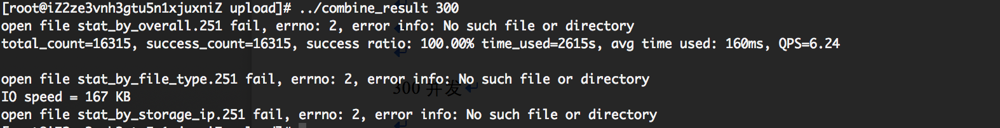 [root@iZ2ze3vnh3gtu5n1xjuxniZ upload]# ../combine_result 300
open file stat_by_overall.251 fail, errno: 2, error info: No such file or directory
total_count=16315, success_count=16315, success ratio: 100.00% time_used=2615s, avg time used: 160ms, QPS=6.24
open file stat_by_file_type.251 fail, errno: 2, error info: No such file or directory
300 开发
IO speed = 167 KB
open file stat_by_storage_ip.251 fail, errno: 2, error info: No such file or directory